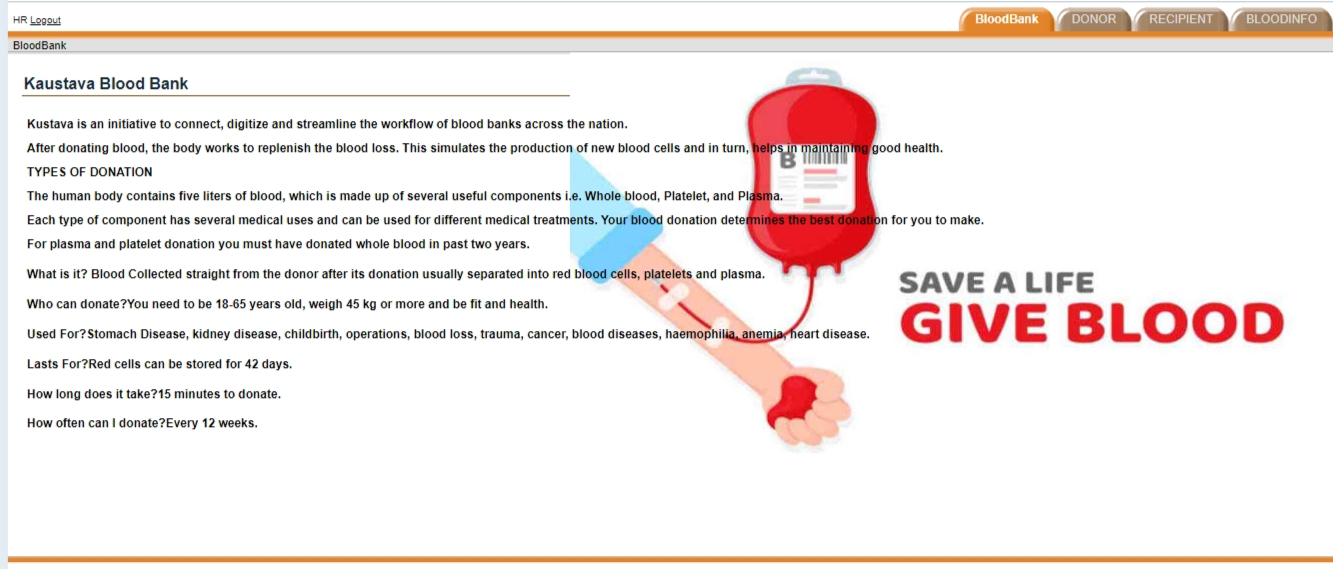 HR Logout
BloodBank DONOR RECIPIENT BLOODINFO
BloodBank
Kaustava Blood Bank
Kustava is an initiative to connect, digitize and streamline the workflow of blood banks across the nation.
After donating blood, the body works to replenish the blood loss. This simulates the production of new blood cells and in turn, helps in maintaining good health.
B
TYPES OF DONATION
The human body contains five liters of blood, which is made up of several useful components i.e. Whole blood, Platelet, and Plasma.
Each type of component has several medical uses and can be used for different medical treatments. Your blood donation determines the best donation for you to make.
For plasma and platelet donation you must have donated whole blood in past two years.
What is it? Blood Collected straight from the donor after its donation usually separated into red blood cells, platelets and plasma.
SAVE A LIFE
GIVE BLOOD
Who can donate?You need to be 18-65 years old, weigh 45 kg or more and be fit and health.
Used For?Stomach Disease, kidney disease, childbirth, operations, blood loss, trauma, cancer, blood diseases, haemophilia, anemia, heart disease.
Lasts For?Red cells can be stored for 42 days.
How long does it take?15 minutes to donate.
How often can I donate?Every 12 weeks.